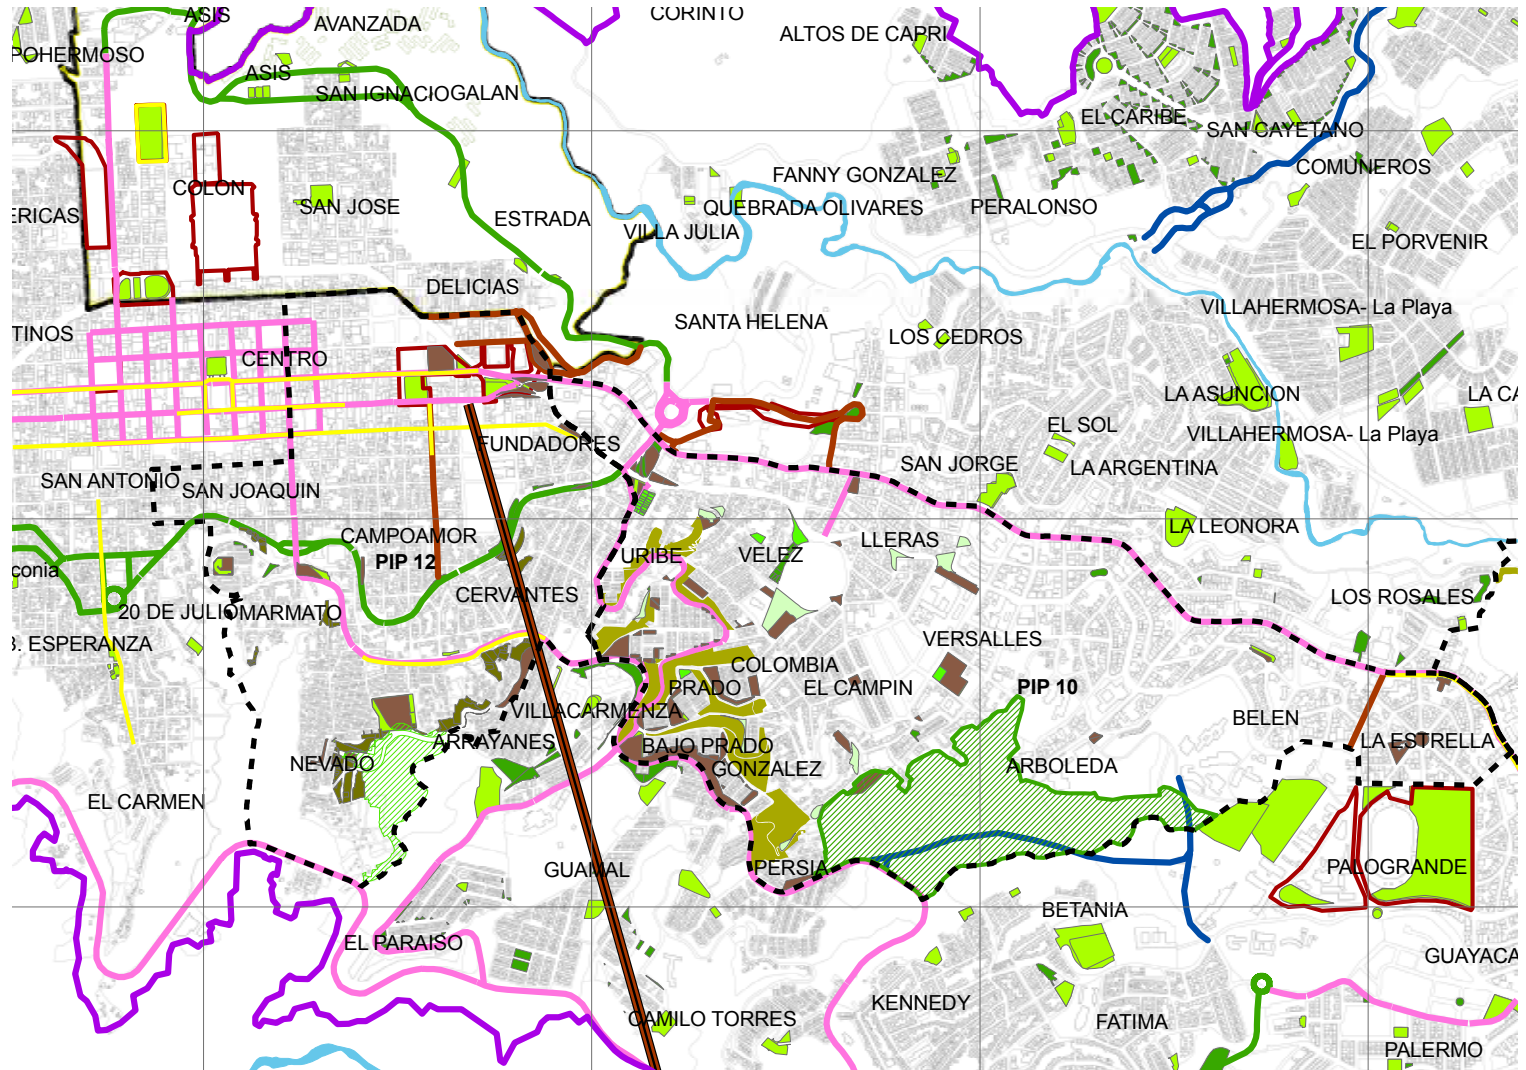 ASIS
AVANZADA
CORINTO
ALTOS DE CAPRI
POHERMOSO
ASIS
SAN IGNACIO
GALAN
EL CARIBE
SAN CAYETANO
COMUNEROS
COLON
FANNY GONZALEZ
ERICAS
SAN JOSE
ESTRADA
QUEBRADA OLIVARES
PERALONSO
VILLA JULIA
EL PORVENIR
DELICIAS
VILLAHERMOSA- La Playa
TINOS
SANTA HELENA
LOS CEDROS
CENTRO
LA ASUNCION
LA CA
FUNDADORES
EL SOL
VILLAHERMOSA- La Playa
SAN JORGE
LA ARGENTINA
SAN ANTONIO
SAN JOAQUIN
CAMPOAMOR
LA LEONORA
PIP 12
URIBE
VELEZ
LLERAS
conia
CERVANTES
LOS ROSALES
20 DE JULIO
MARMATO
B. ESPERANZA
VERSALLES
COLOMBIA
PRADO
EL CAMPIN
PIP 10
VILLACARMENZA
BELEN
ARRAYANES
BAJO PRADO
LA ESTRELLA
NEVADO
GONZALEZ
ARBOLEDA
EL CARMEN
GUAMAL
PERSIA
PALOGRANDE
BETANIA
EL PARAISO
GUAYACA
KENNEDY
CAMILO TORRES
FATIMA
PALERMO